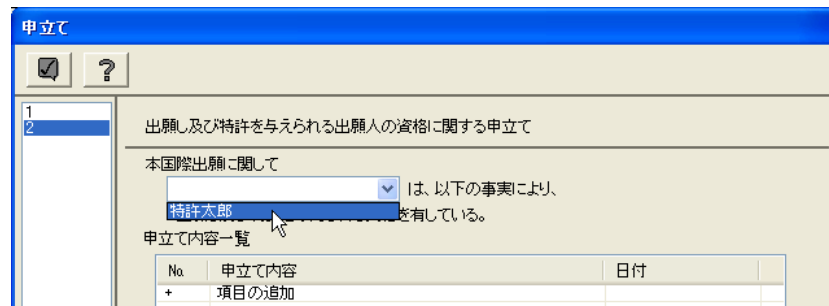 申立て
?
1
2
出願し及び特許を与えられる出願人の資格に関する申立て
本国際出願に関して
は、以下の事実により、
特許太郎
を有している。
申立て内容一覧
No. 申立て内容 日付
+ 項目の追加